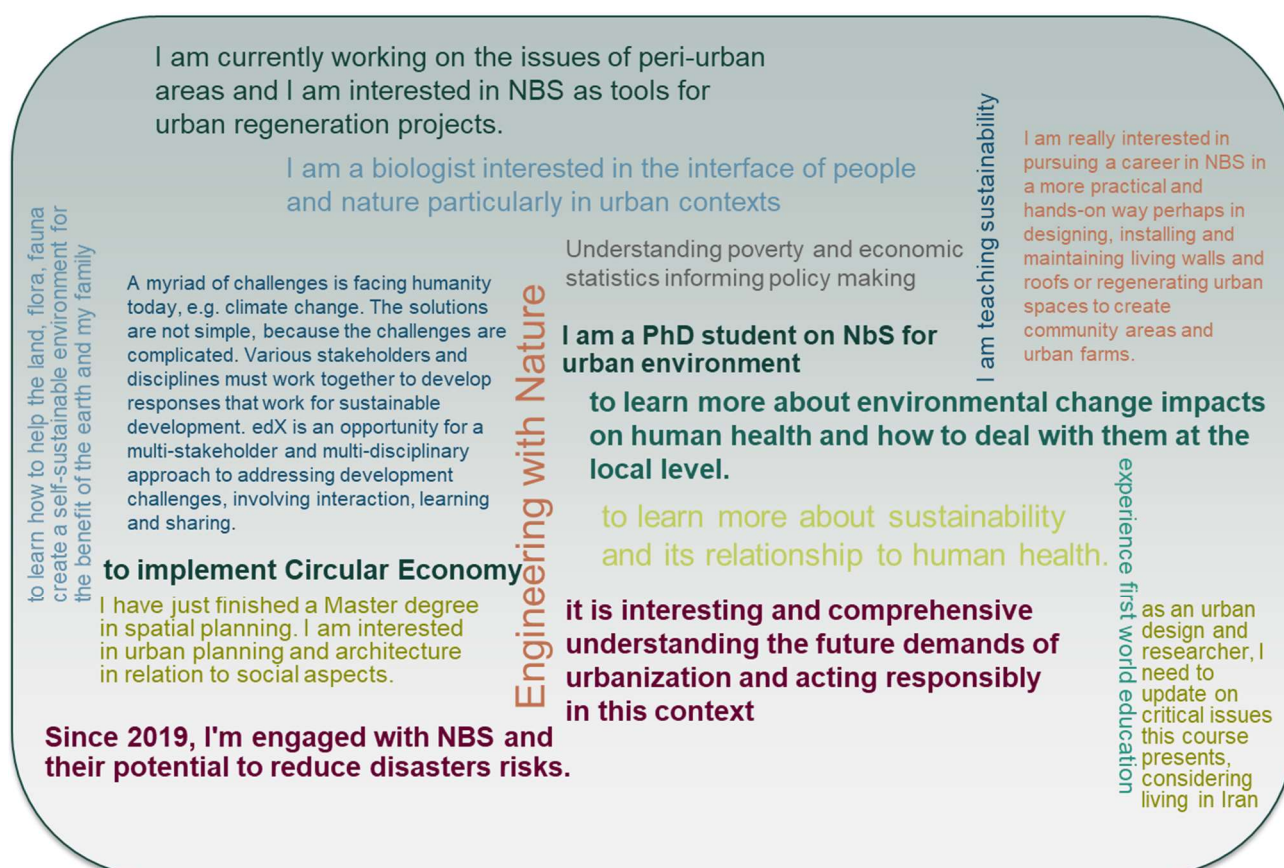 I am currently working on the issues of peri-urban
areas and I am interested in NBS as tools for
urban regeneration projects.
I am a biologist interested in the interface of people
and nature particularly in urban contexts
I am teaching sustainability
I am really interested in
pursuing a career in NBS in
a more practical and
hands-on way perhaps in
designing, installing and
maintaining living walls and
roofs or regenerating urban
spaces to create
community areas and
urban farms.
to learn how to help the land, flora, fauna
create a self-sustainable environment for
the benefit of the earth and my family
A myriad of challenges is facing humanity
today, e.g. climate change. The solutions
are not simple, because the challenges are
complicated. Various stakeholders and
disciplines must work together to develop
responses that work for sustainable
development. edX is an opportunity for a
multi-stakeholder and multi-disciplinary
approach to addressing development
challenges, involving interaction, learning
and sharing.
Engineering with Nature
Understanding poverty and economic
statistics informing policy making
I am a PhD student on NbS for
urban environment
to learn more about environmental change impacts
on human health and how to deal with them at the
local level.
to learn more about sustainability
and its relationship to human health.
experience first world education
to implement Circular Economy
I have just finished a Master degree
in spatial planning. I am interested
in urban planning and architecture
in relation to social aspects.
it is interesting and comprehensive
understanding the future demands of
urbanization and acting responsibly
in this context
as an urban
design and
researcher, I
need to
update on
critical issues
this course
presents,
considering
living in Iran
Since 2019, I'm engaged with NBS and
their potential to reduce disasters risks.